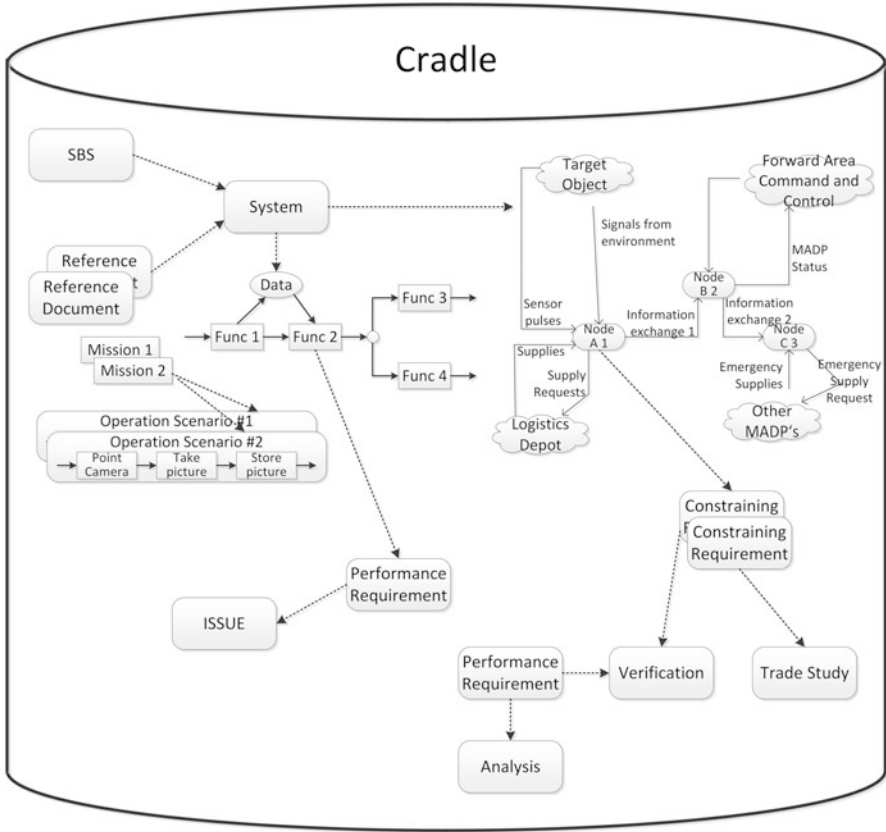 Cradle
SBS
System
Reference
Reference
Document
Data
Func 1
Func 2
Func 3
Func 4
Mission 1
Mission 2
Operation Scenario #1
Operation Scenario #2
Point
Camera
Take
picture
Store
picture
Target
Object
Forward Area
Command and
Control
Signals from
environment
MADP
Status
Node
B 2
Sensor
pulses
Node
A 1
Information
exchange 1
Information
exchange 2
Node
C 3
Supplies
Supply
Requests
Emergency
Supplies
Emergency
Supply
Request
Logistics
Depot
Other
MADP's
Constraining
Constraining
Requirement
Performance
Requirement
ISSUE
Performance
Requirement
Verification
Trade Study
Analysis